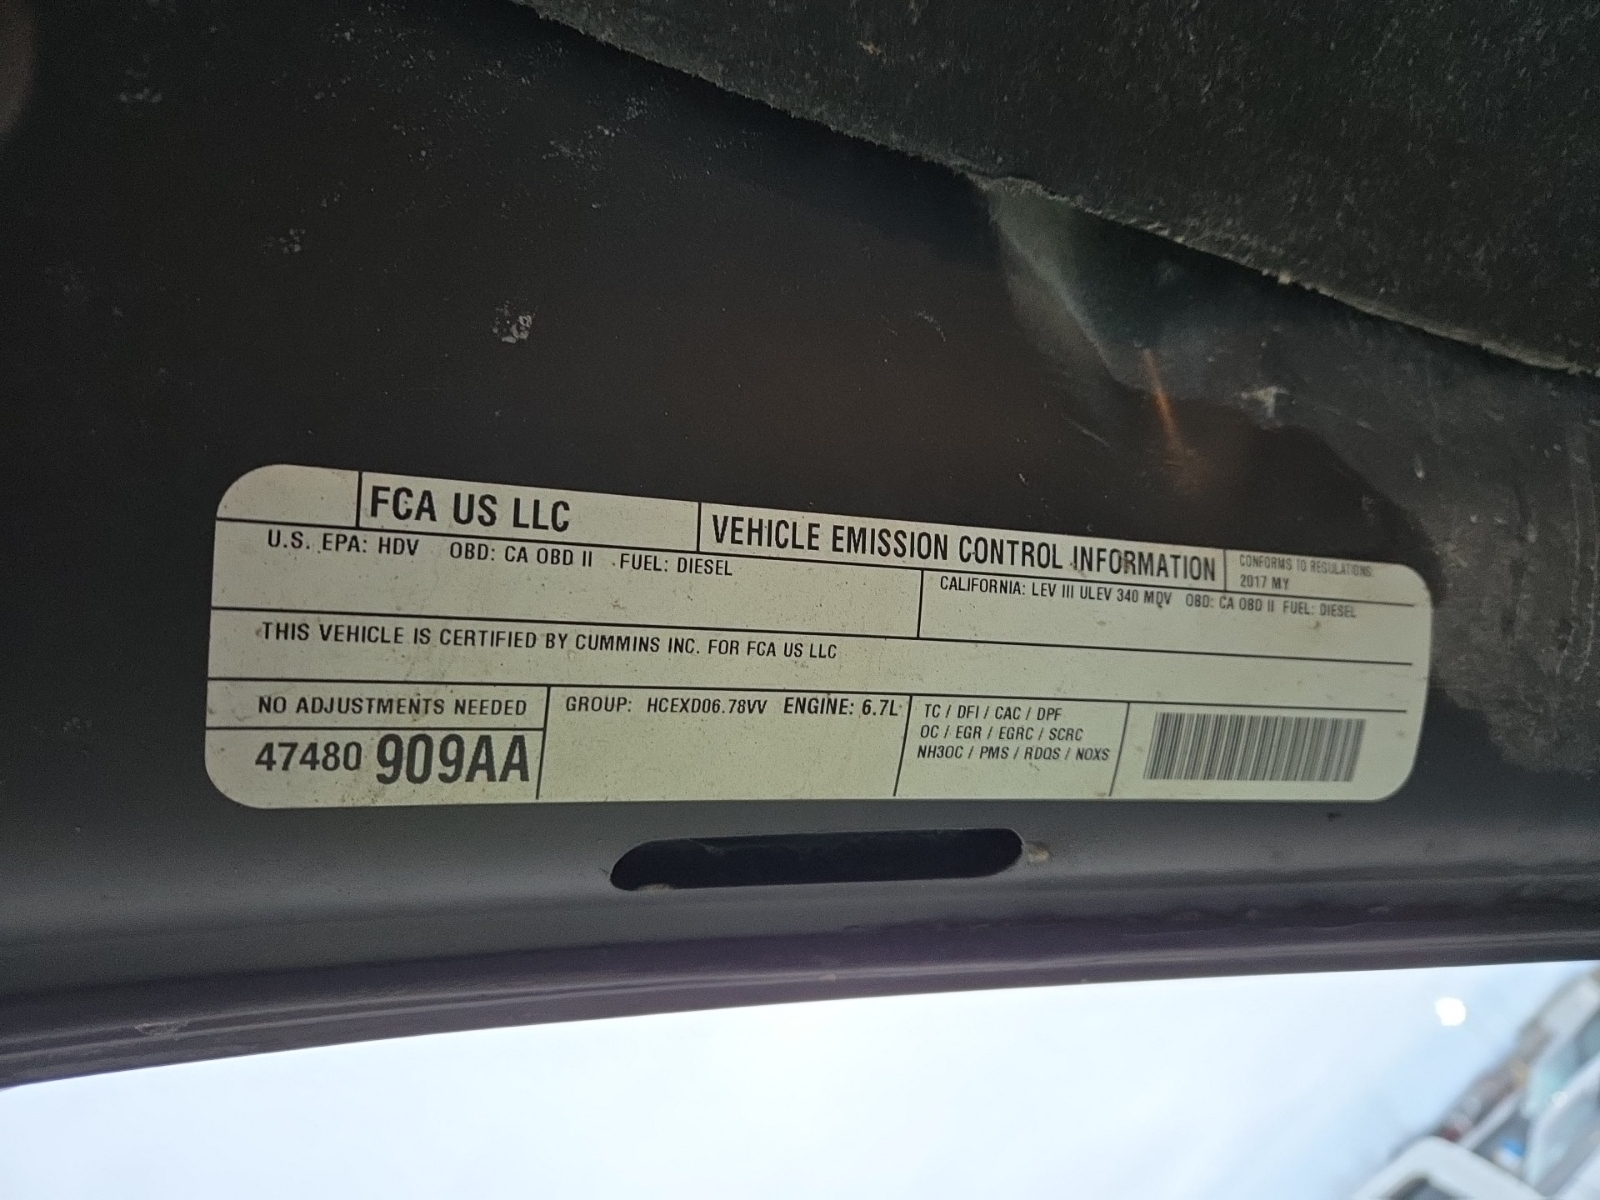 FCA US LLC
VEHICLE EMISSION CONTROL INFORMATION
CONFORMS TO REGULATIONS:
2017 MY
U.S. EPA: HDV OBD: CA OBD II FUEL: DIESEL
CALIFORNIA: LEV III ULEV 340 MDV OBD: CA OBD II FUEL: DIESEL
THIS VEHICLE IS CERTIFIED BY CUMMINS INC. FOR FCA US LLC
NO ADJUSTMENTS NEEDED
47480 909AA
GROUP: HCEXD06.78VV ENGINE: 6.7L
TC / DFI / CAC / DPF
OC / EGR / EGRC / SCRC
NH3OC / PMS / RDQS / NOXS